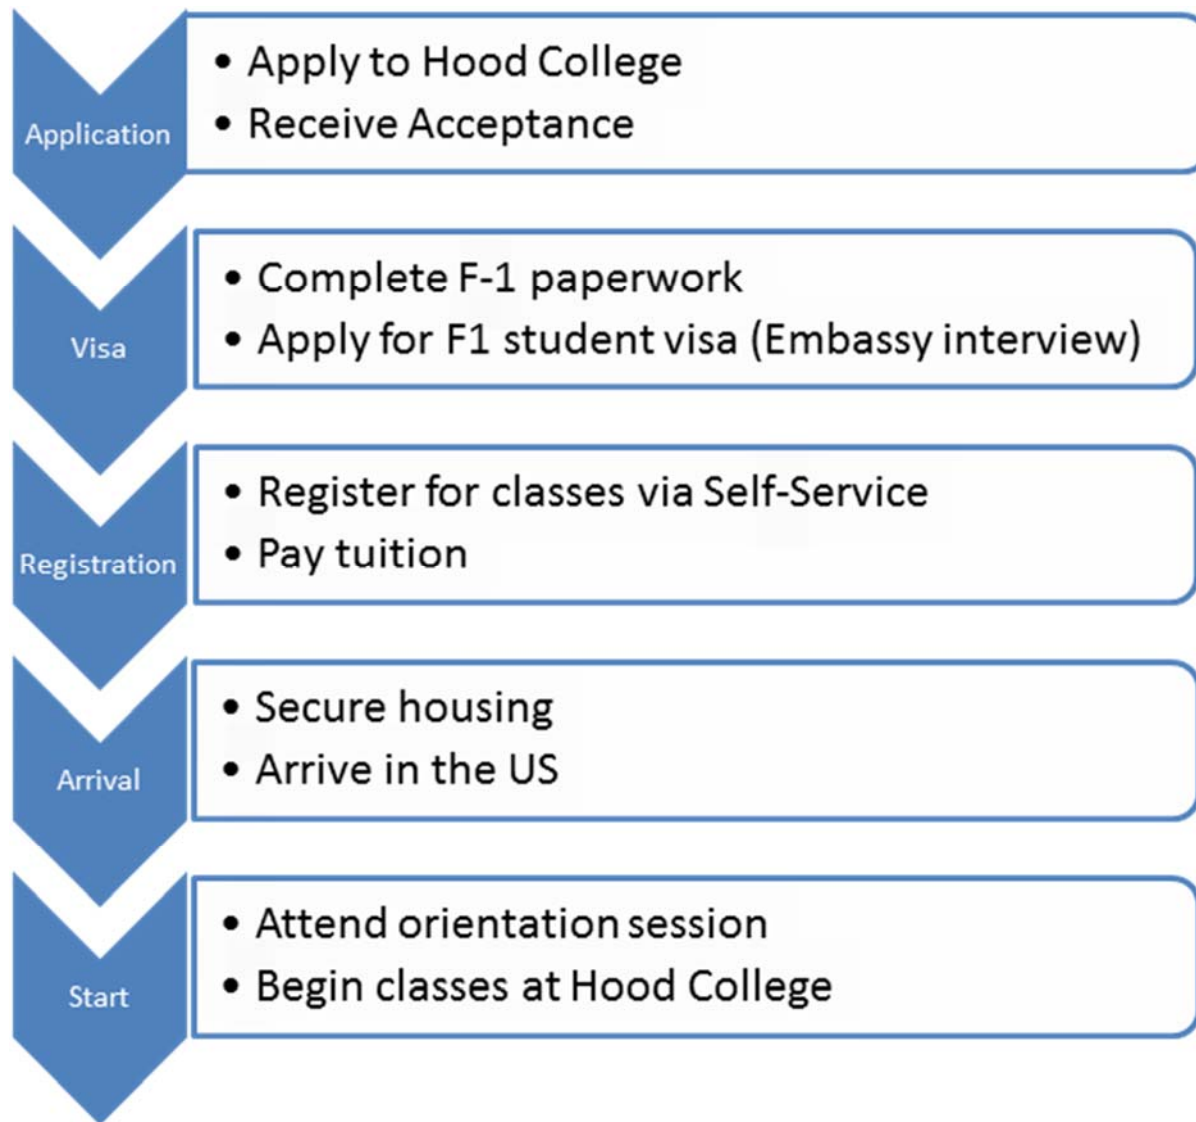 Application
• Apply to Hood College
• Receive Acceptance
Visa
• Complete F-1 paperwork
• Apply for F1 student visa (Embassy interview)
Registration
• Register for classes via Self-Service
• Pay tuition
Arrival
• Secure housing
• Arrive in the US
Start
• Attend orientation session
• Begin classes at Hood College